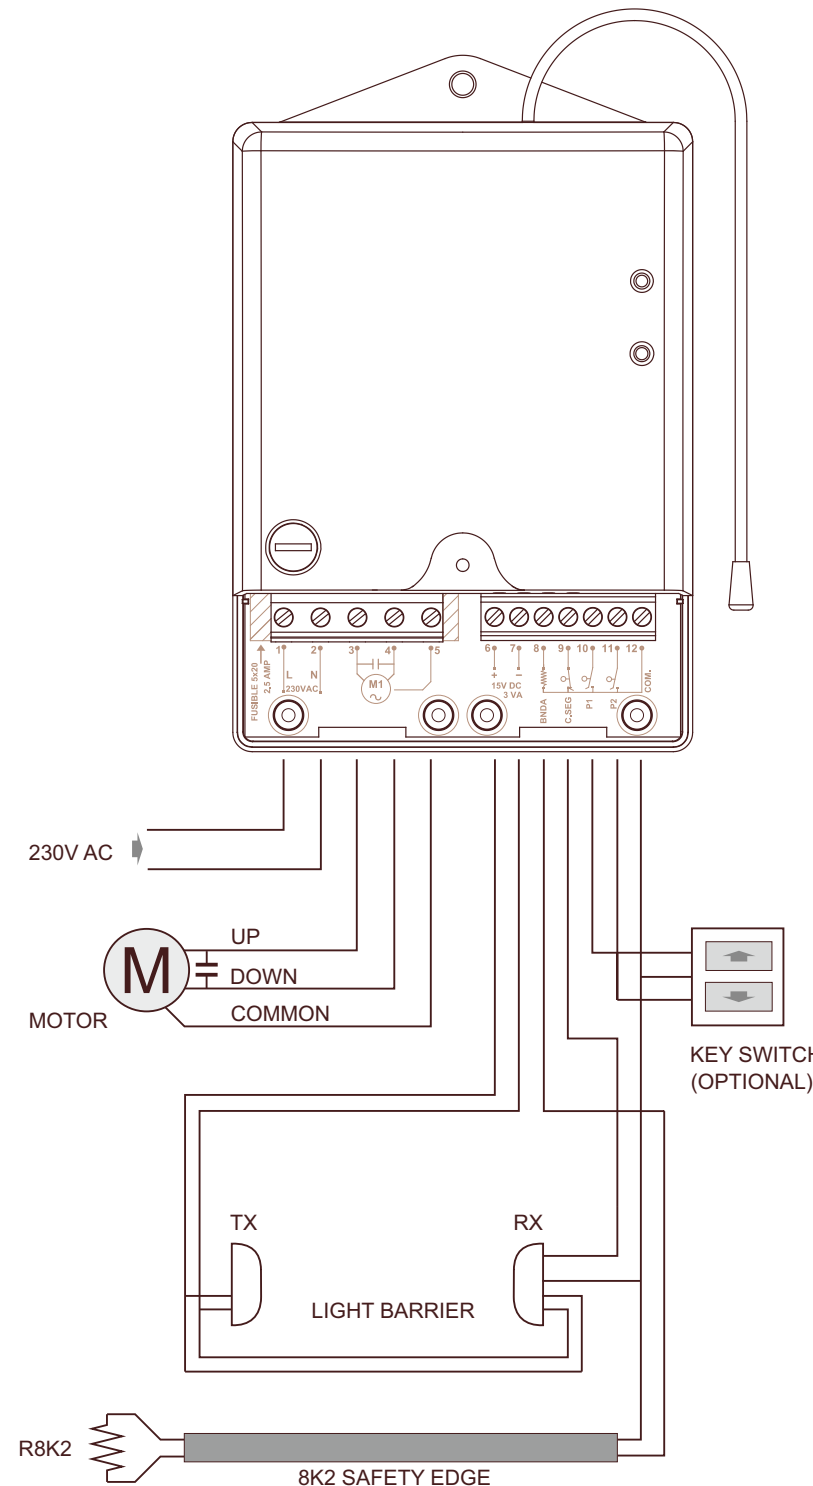 1 2 3 4 5 6 7 8 9 10 11 12
FUSIBLE 5x20
2,5 AMP
L N
230VAC
M1
+ −
15V DC
3 VA
BNDA
C.SEG
P1
P2
COM.
230V AC
UP
M
DOWN
MOTOR
COMMON
KEY SWITCH
(OPTIONAL)
TX
RX
LIGHT BARRIER
R8K2
8K2 SAFETY EDGE